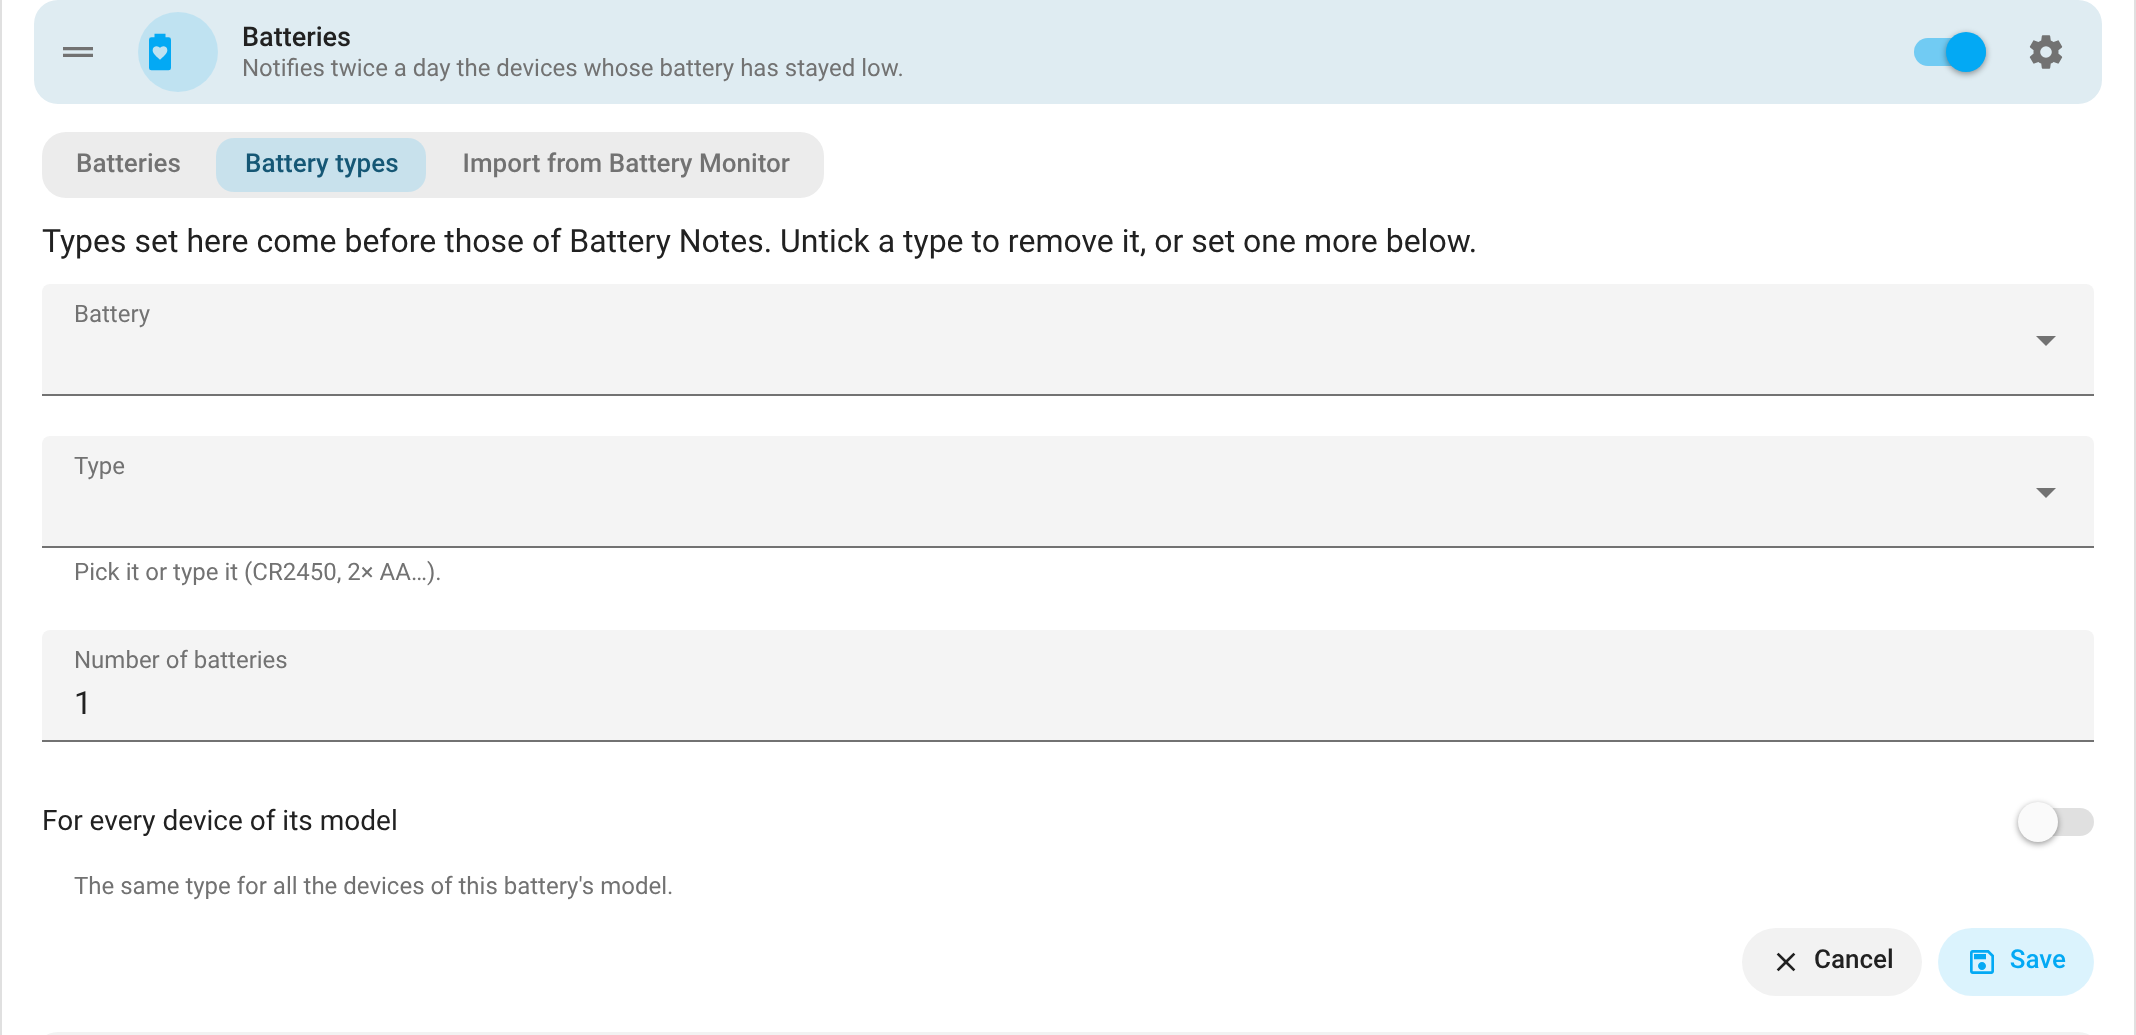 Batteries
Notifies twice a day the devices whose battery has stayed low.
Batteries
Battery types
Import from Battery Monitor
Types set here come before those of Battery Notes. Untick a type to remove it, or set one more below.
Battery
Type
Pick it or type it (CR2450, 2× AA…).
Number of batteries
1
For every device of its model
The same type for all the devices of this battery's model.
Cancel
Save